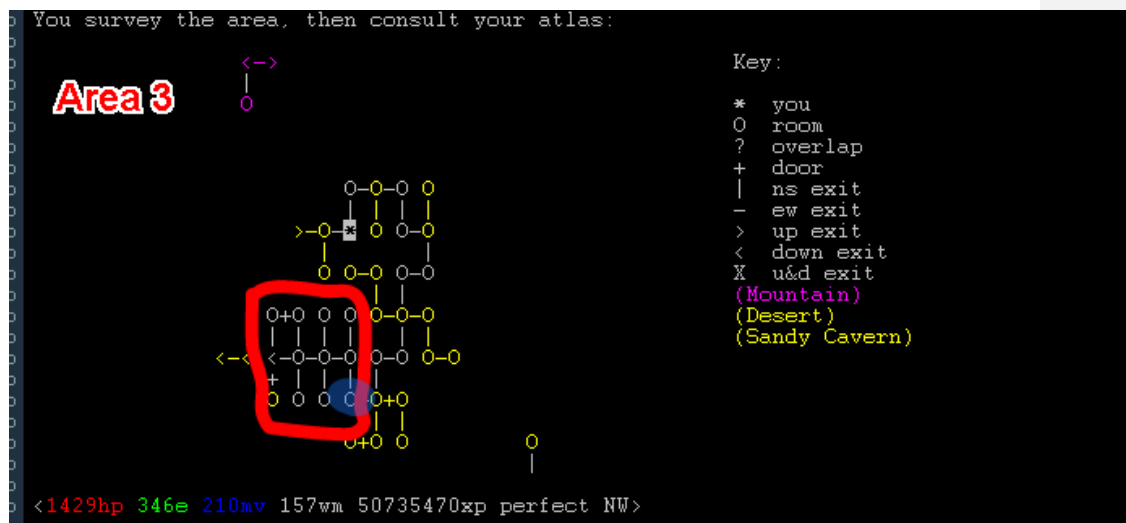 You survey the area, then consult your atlas:
<-> Key:
|
Area 3
O
* you
O room
? overlap
+ door
| ns exit
- ew exit
> up exit
< down exit
X u&d exit
(Mountain)
(Desert)
(Sandy Cavern)
O-O-O O
| | | |
>-O-* O O-O
| |
O O-O O-O
| |
O+O O O O-O-O
| | | | | |
<-< <-O-O-O O-O O-O
+ | | | |
O O O O O+O
| |
O+O O O
|
<1429hp 346e 210mv 157wm 50735470xp perfect NW>